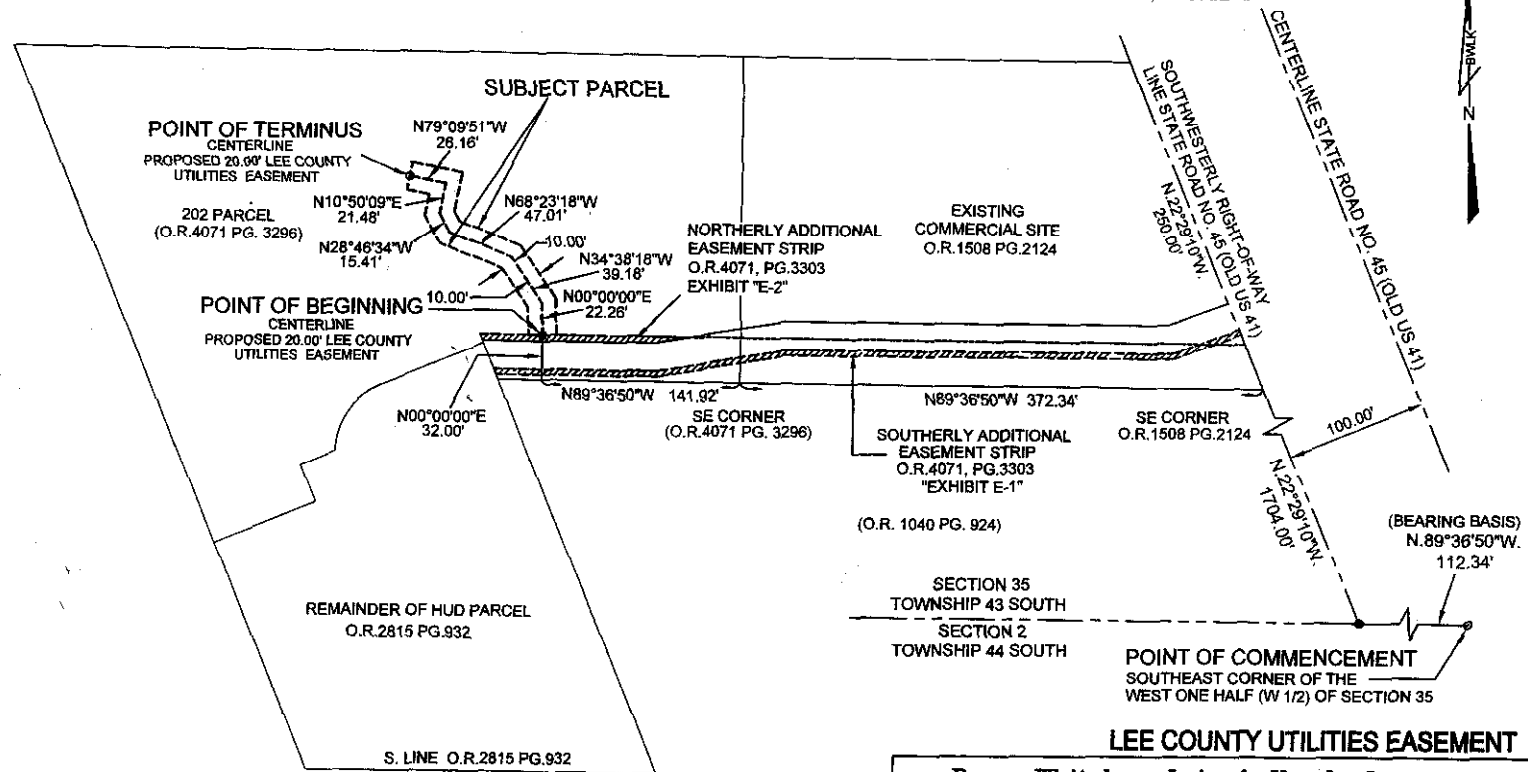 CENTERLINE STATE ROAD NO. 45 (OLD US 41)
SOUTHWESTERLY RIGHT-OF-WAY
LINE STATE ROAD NO. 45 (OLD US 41)
N.22°29'10"W.
250.00'
BWLK
N
SUBJECT PARCEL
POINT OF TERMINUS
CENTERLINE
PROPOSED 20.00' LEE COUNTY
UTILITIES EASEMENT
N79°09'51"W
26.16'
202 PARCEL
(O.R.4071 PG. 3296)
N10°50'09"E
21.48'
N68°23'18"W
47.01'
N28°46'34"W
15.41'
10.00'
N34°38'18"W
39.18'
10.00'
N00°00'00"E
22.26'
NORTHERLY ADDITIONAL
EASEMENT STRIP
O.R.4071, PG.3303
EXHIBIT "E-2"
EXISTING
COMMERCIAL SITE
O.R.1508 PG.2124
POINT OF BEGINNING
CENTERLINE
PROPOSED 20.00' LEE COUNTY
UTILITIES EASEMENT
N00°00'00"E
32.00'
N89°36'50"W 141.92'
SE CORNER
(O.R.4071 PG. 3296)
N89°36'50"W 372.34'
SE CORNER
O.R.1508 PG.2124
SOUTHERLY ADDITIONAL
EASEMENT STRIP
O.R.4071, PG.3303
"EXHIBIT E-1"
100.00'
N.22°29'10"W.
1704.00'
(O.R. 1040 PG. 924)
(BEARING BASIS)
N.89°36'50"W.
112.34'
SECTION 35
TOWNSHIP 43 SOUTH
SECTION 2
TOWNSHIP 44 SOUTH
REMAINDER OF HUD PARCEL
O.R.2815 PG.932
POINT OF COMMENCEMENT
SOUTHEAST CORNER OF THE
WEST ONE HALF (W 1/2) OF SECTION 35
S. LINE O.R.2815 PG.932
LEE COUNTY UTILITIES EASEMENT